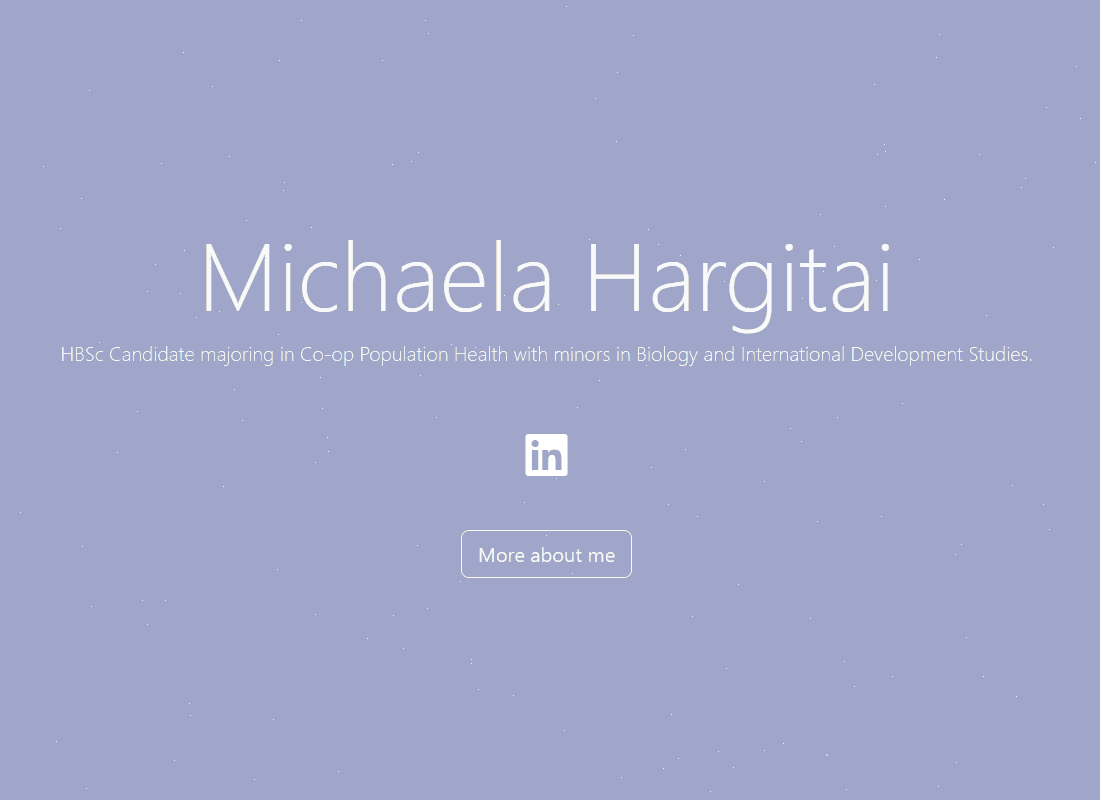 Michaela Hargitai
HBSc Candidate majoring in Co-op Population Health with minors in Biology and International Development Studies.
in
More about me